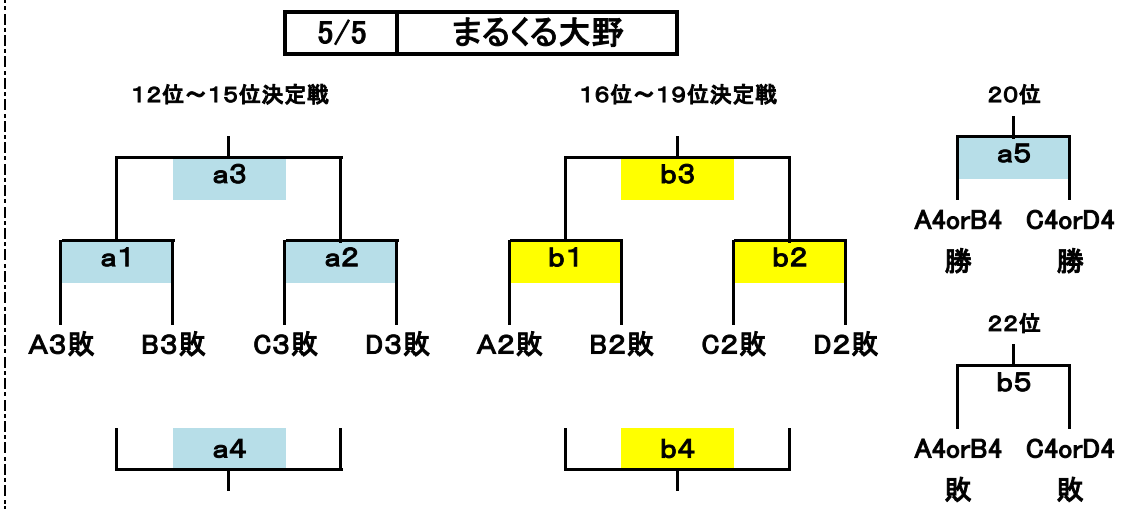 5/5 まるくる大野
12位～15位決定戦
a3
a1 a2
A3敗 B3敗 C3敗 D3敗
a4
16位～19位決定戦
b3
b1 b2
A2敗 B2敗 C2敗 D2敗
b4
20位
a5
A4orB4 C4orD4
勝 勝
22位
b5
A4orB4 C4orD4
敗 敗